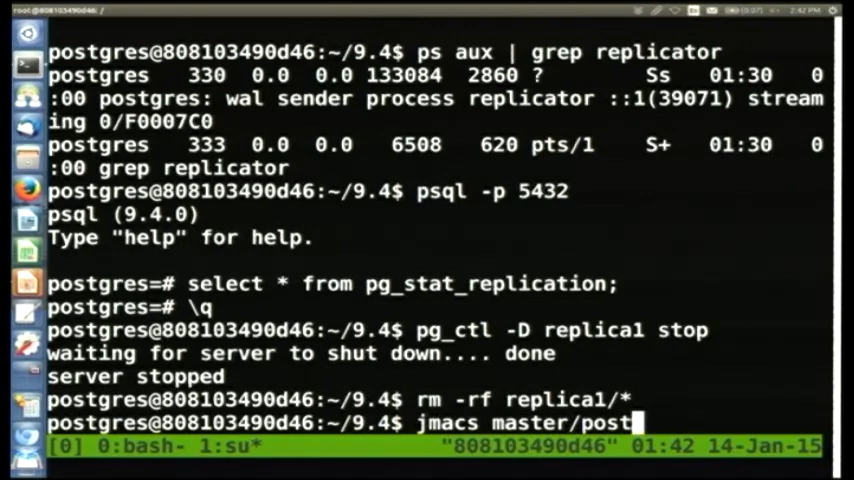 root@808103490d46: /
(0:07)
2:42 PM
postgres@808103490d46:~/9.4$ ps aux | grep replicator
postgres   330  0.0  0.0 133084  2860 ?        Ss   01:30   0
:00 postgres: wal sender process replicator ::1(39071) stream
ing 0/F0007C0
postgres   333  0.0  0.0   6508   620 pts/1    S+   01:30   0
:00 grep replicator
postgres@808103490d46:~/9.4$ psql -p 5432
psql (9.4.0)
Type "help" for help.
postgres=# select * from pg_stat_replication;
postgres=# \q
postgres@808103490d46:~/9.4$ pg_ctl -D replica1 stop
waiting for server to shut down.... done
server stopped
postgres@808103490d46:~/9.4$ rm -rf replica1/*
postgres@808103490d46:~/9.4$ jmacs master/post
[0] 0:bash- 1:su*                "808103490d46" 01:42 14-Jan-15